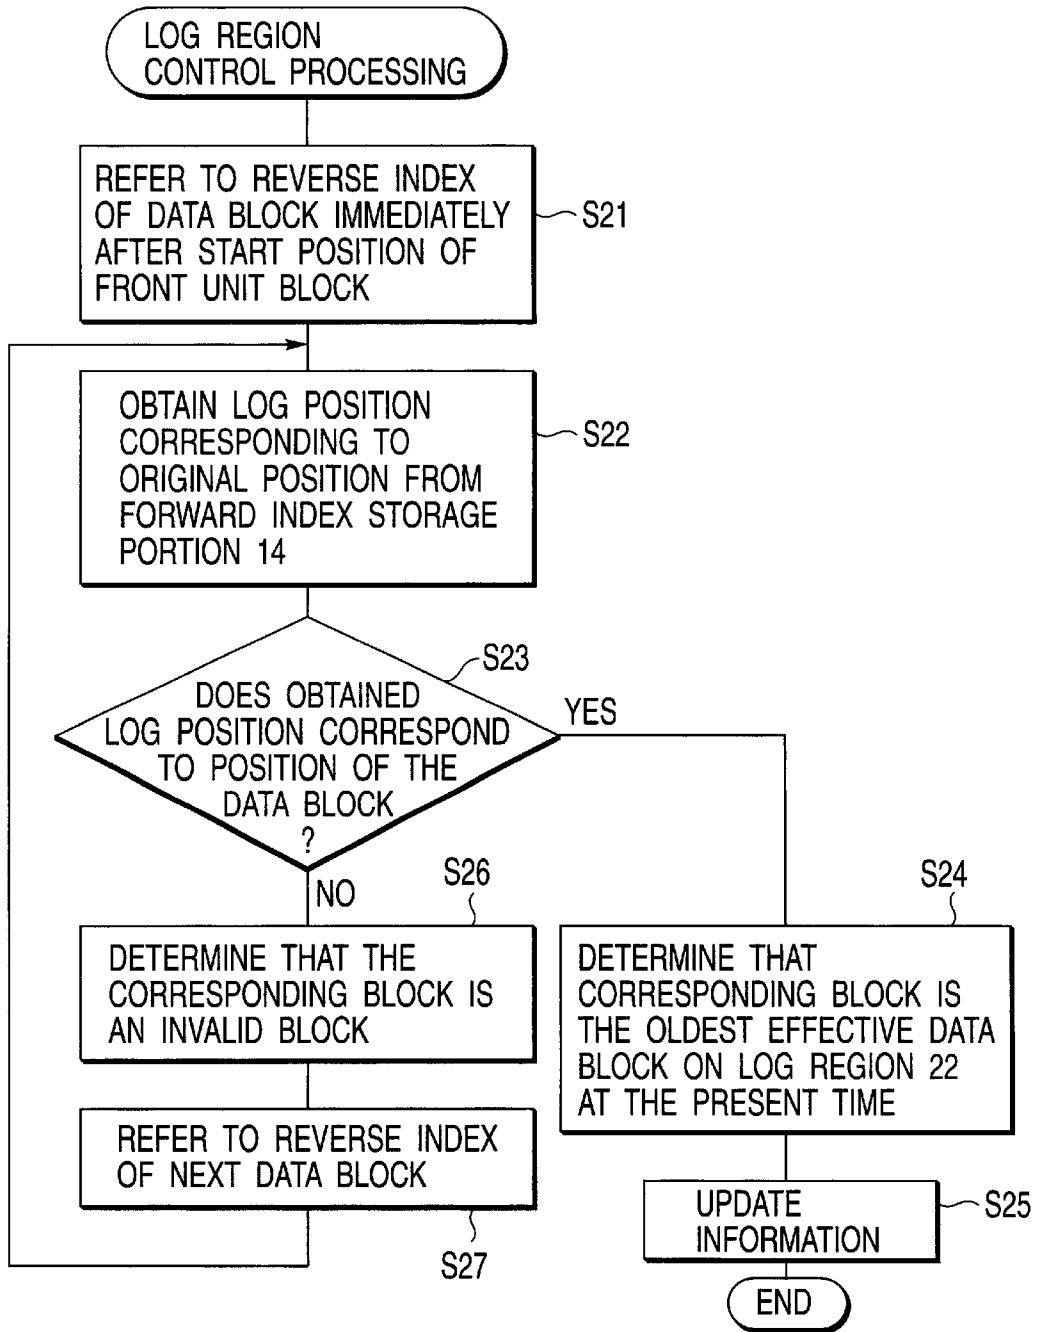 LOG REGION
CONTROL PROCESSING
REFER TO REVERSE INDEX
OF DATA BLOCK IMMEDIATELY
AFTER START POSITION OF
FRONT UNIT BLOCK
S21
OBTAIN LOG POSITION
CORRESPONDING TO
ORIGINAL POSITION FROM
FORWARD INDEX STORAGE
PORTION 14
S22
S23
DOES OBTAINED
LOG POSITION CORRESPOND
TO POSITION OF THE
DATA BLOCK
?
YES
NO
S26
DETERMINE THAT THE
CORRESPONDING BLOCK IS
AN INVALID BLOCK
REFER TO REVERSE INDEX
OF NEXT DATA BLOCK
S27
S24
DETERMINE THAT
CORRESPONDING BLOCK IS
THE OLDEST EFFECTIVE DATA
BLOCK ON LOG REGION 22
AT THE PRESENT TIME
UPDATE
INFORMATION
S25
END